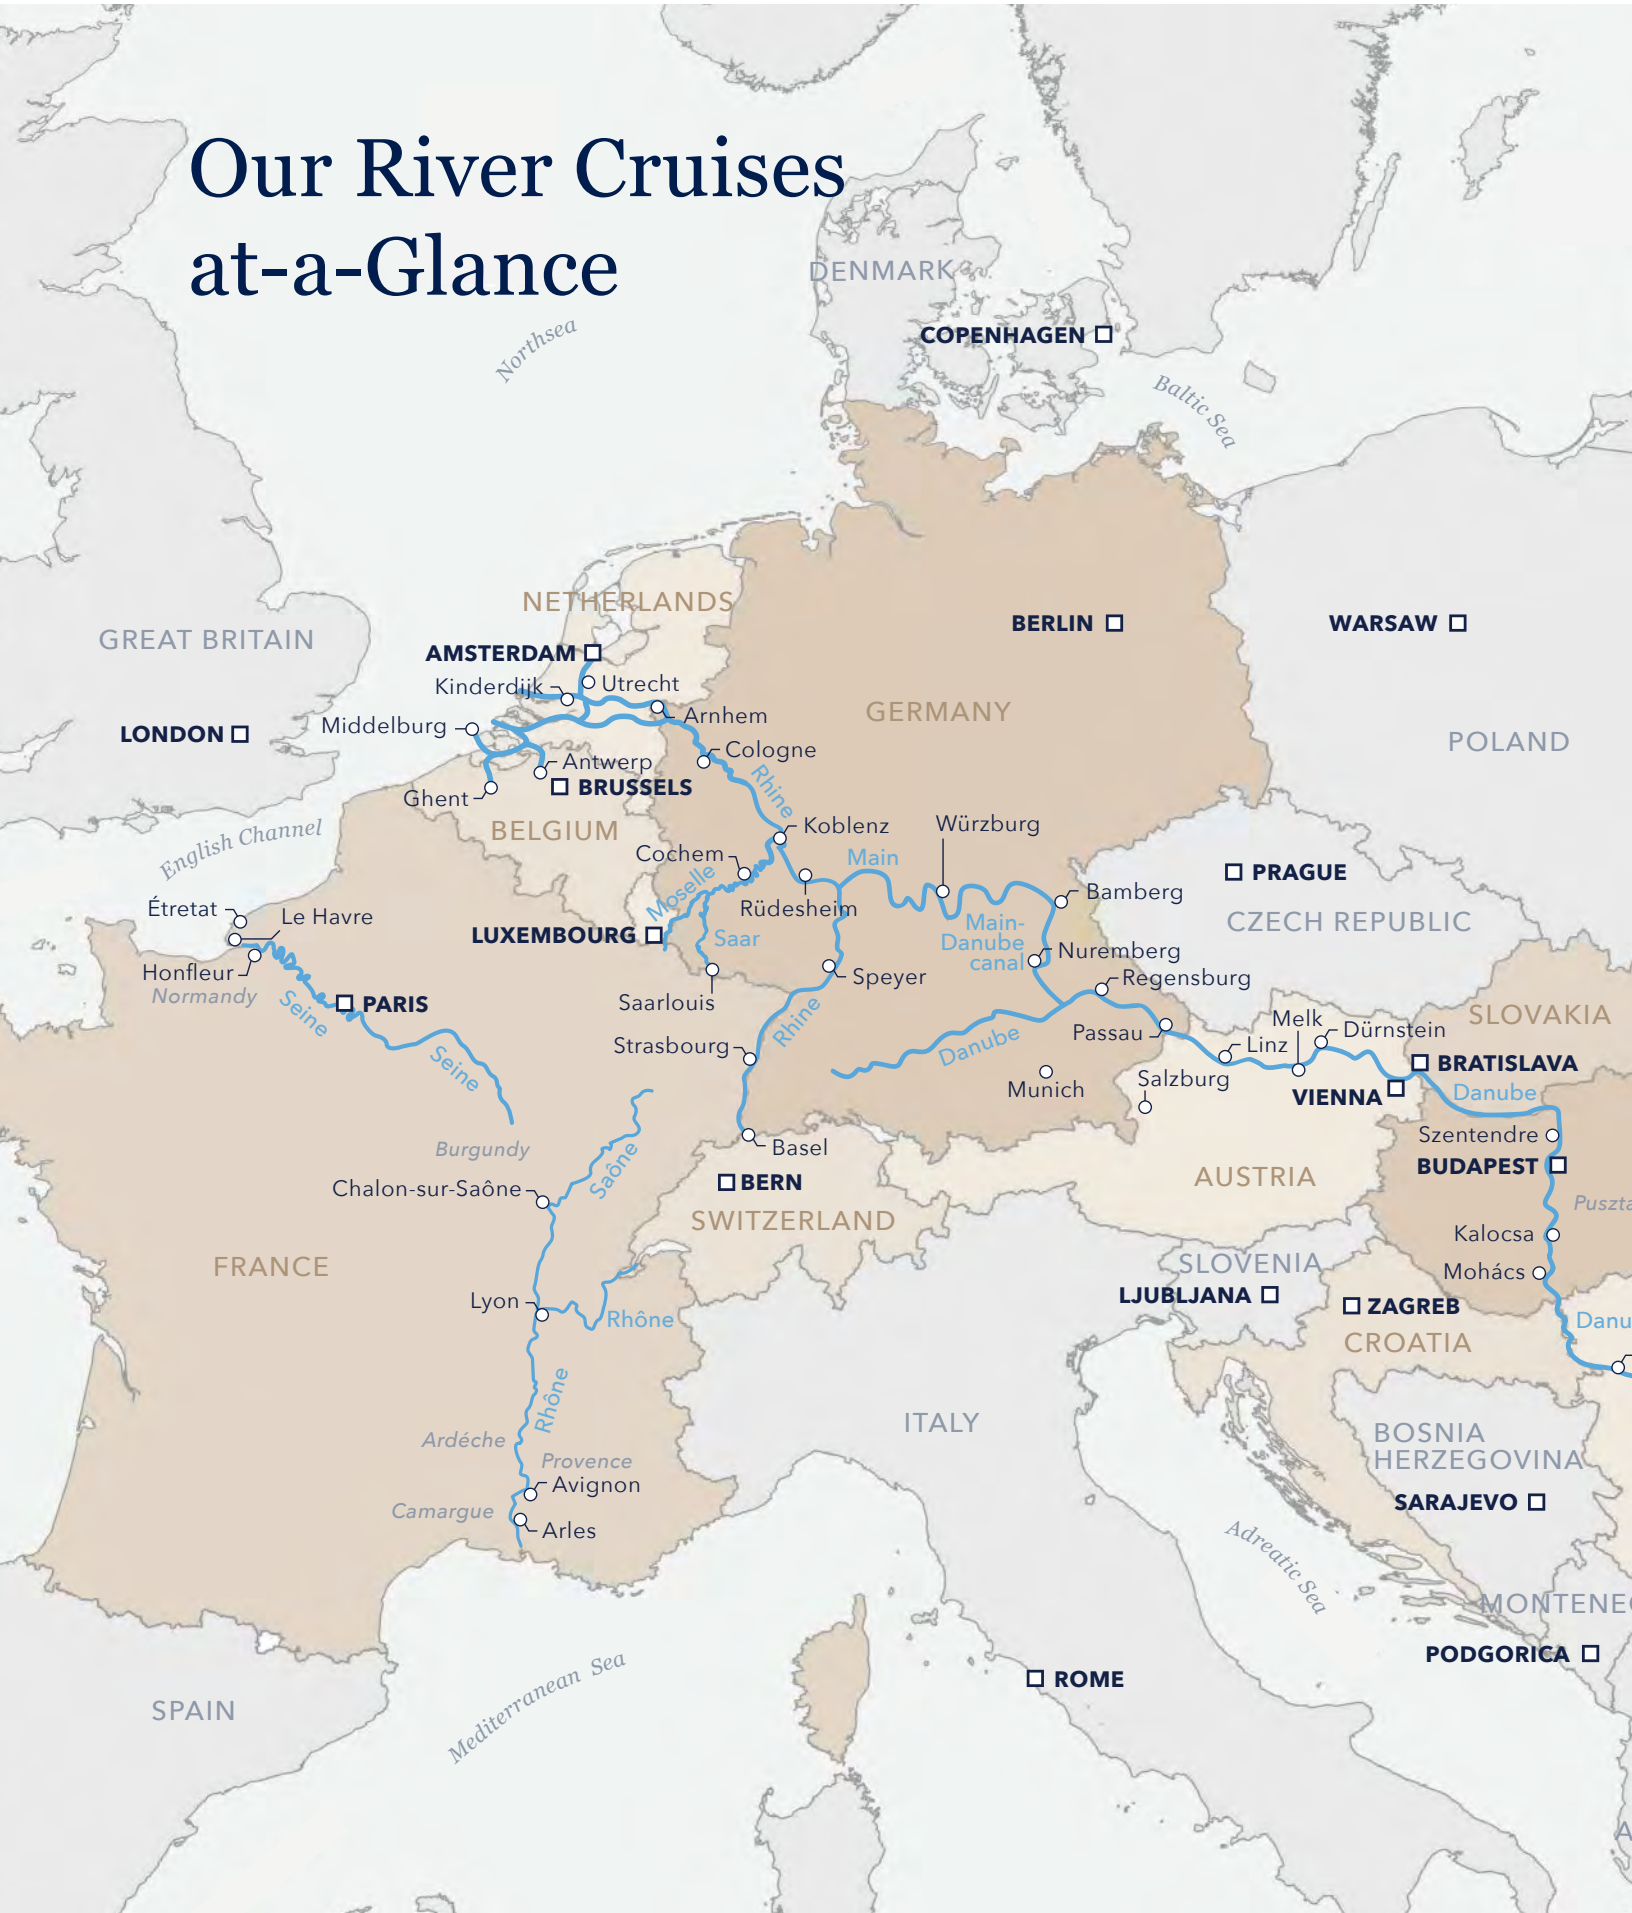 Our River Cruises
at-a-Glance
Northsea
DENMARK
COPENHAGEN
Baltic Sea
NETHERLANDS
GREAT BRITAIN
BERLIN
WARSAW
AMSTERDAM
Kinderdijk
Utrecht
LONDON
Middelburg
Arnhem
GERMANY
POLAND
Cologne
Antwerp
BRUSSELS
Ghent
Rhine
English Channel
BELGIUM
Koblenz
Würzburg
Cochem
Main
PRAGUE
Moselle
Bamberg
Étretat
Le Havre
Rüdesheim
CZECH REPUBLIC
LUXEMBOURG
Saar
Main-
Danube
canal
Nuremberg
Honfleur
Normandy
Speyer
Regensburg
Seine
PARIS
Saarlouis
SLOVAKIA
Rhine
Melk
Dürnstein
Passau
Linz
Strasbourg
Danube
BRATISLAVA
Seine
Munich
Salzburg
VIENNA
Danube
Burgundy
Basel
Szentendre
Saône
BUDAPEST
Chalon-sur-Saône
BERN
AUSTRIA
Puszta
SWITZERLAND
Kalocsa
FRANCE
SLOVENIA
Mohács
Lyon
LJUBLJANA
ZAGREB
Rhône
Danu
CROATIA
Rhône
ITALY
Ardéche
BOSNIA
HERZEGOVINA
Provence
Avignon
Camargue
SARAJEVO
Arles
Adreatic Sea
MONTENEG
PODGORICA
Mediterranean Sea
ROME
SPAIN
A